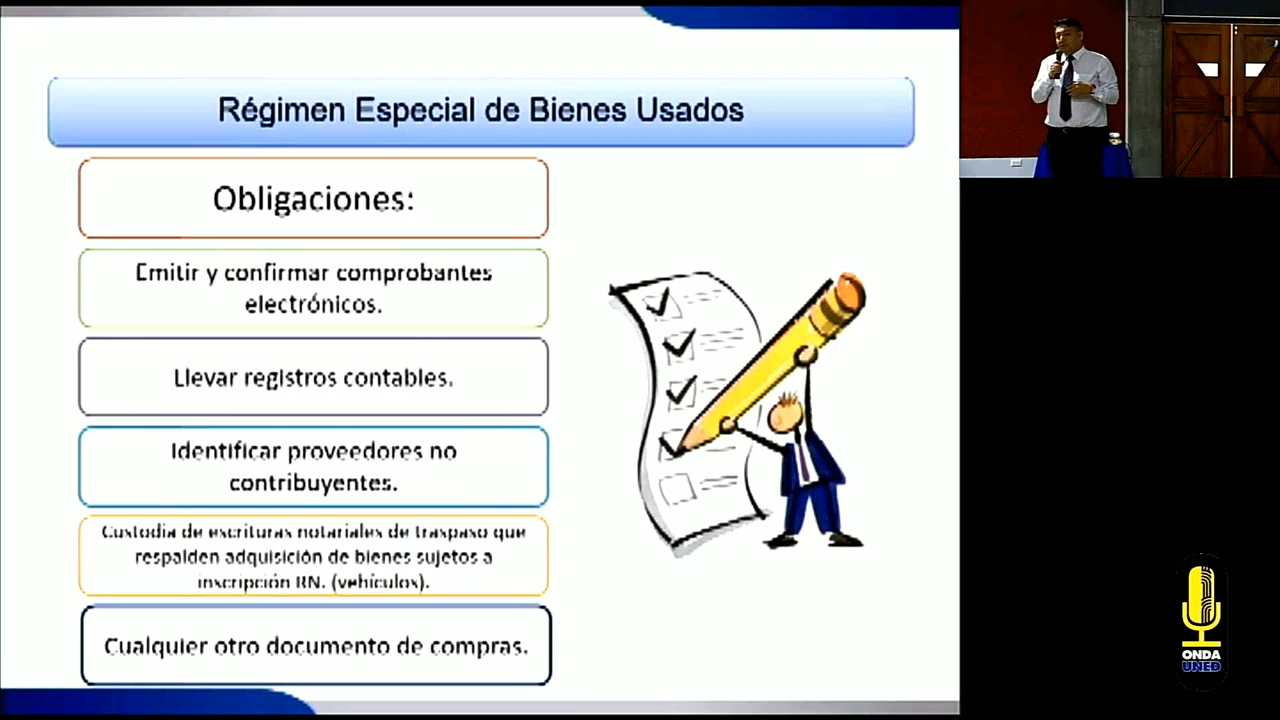 Régimen Especial de Bienes Usados
Obligaciones:
Emitir y confirmar comprobantes
electrónicos.
Llevar registros contables.
Identificar proveedores no
contribuyentes.
Custodia de escrituras notariales de traspaso que
respalden adquisición de bienes sujetos a
inscripción RN. (vehículos).
Cualquier otro documento de compras.
ONDA
UNED